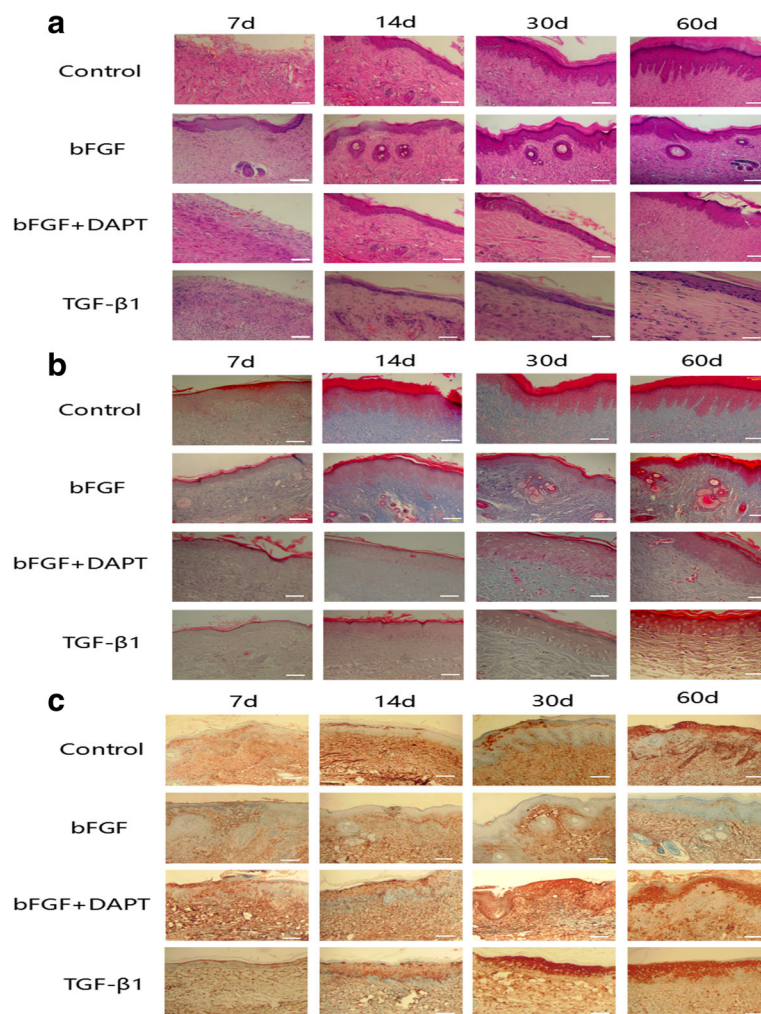 a
7d 14d 30d 60d
Control
bFGF
bFGF+DAPT
TGF-β1
b
7d 14d 30d 60d
Control
bFGF
bFGF+DAPT
TGF-β1
c
7d 14d 30d 60d
Control
bFGF
bFGF+DAPT
TGF-β1